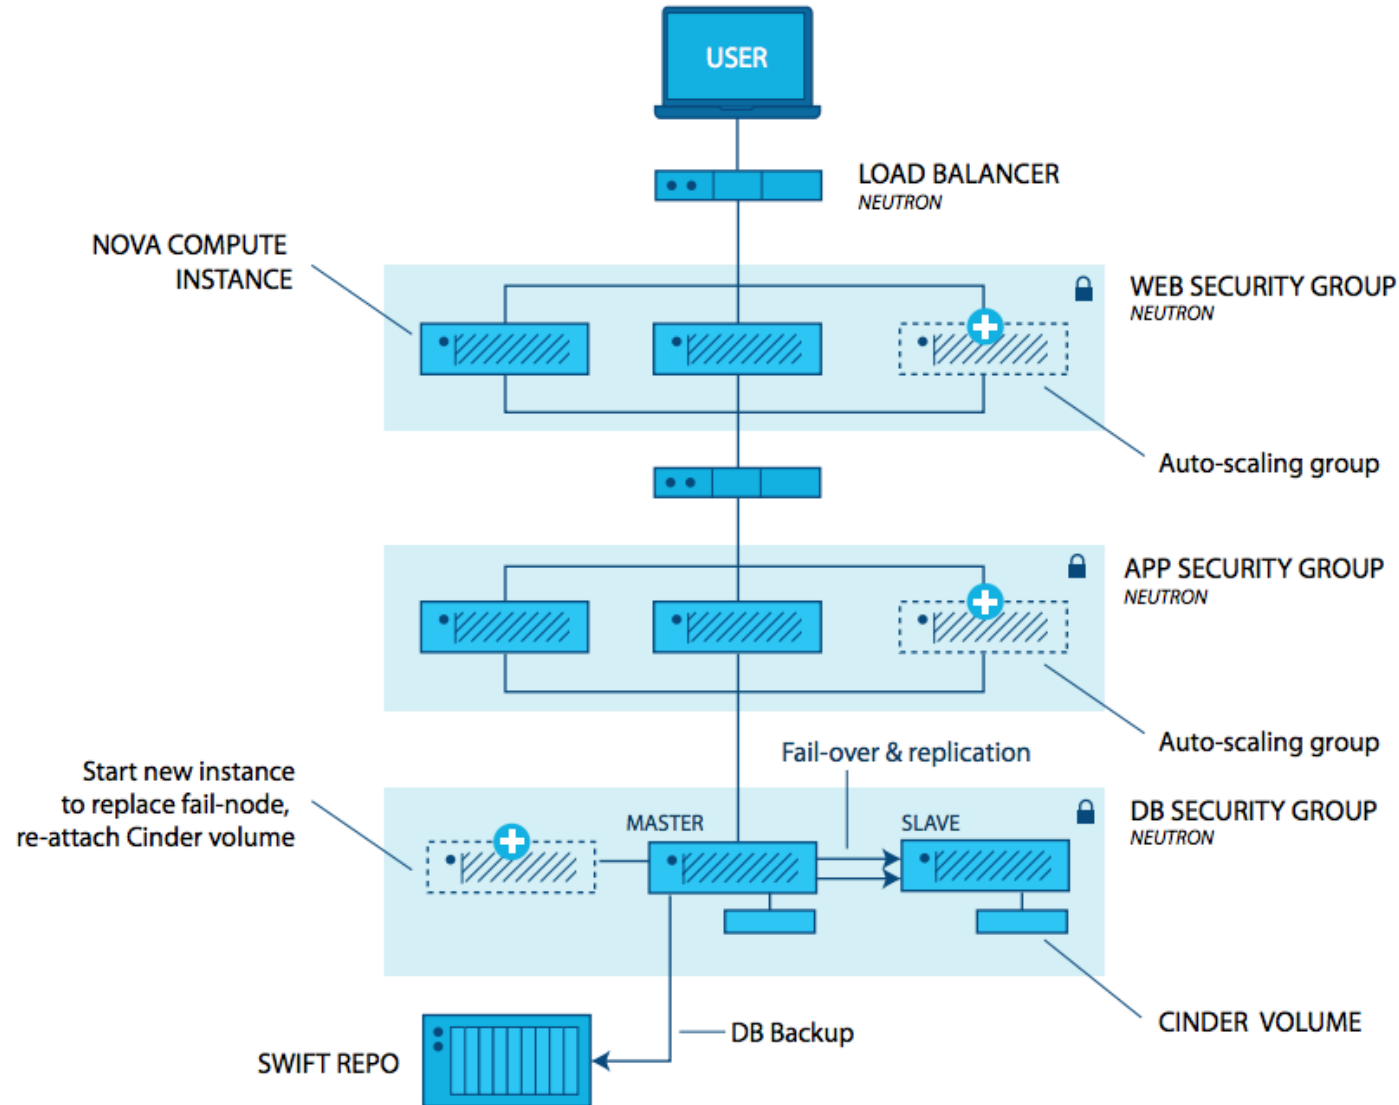 USER
LOAD BALANCER
NEUTRON
NOVA COMPUTE
INSTANCE
WEB SECURITY GROUP
NEUTRON
Auto-scaling group
APP SECURITY GROUP
NEUTRON
Auto-scaling group
Fail-over & replication
Start new instance
to replace fail-node,
re-attach Cinder volume
MASTER
SLAVE
DB SECURITY GROUP
NEUTRON
CINDER VOLUME
DB Backup
SWIFT REPO